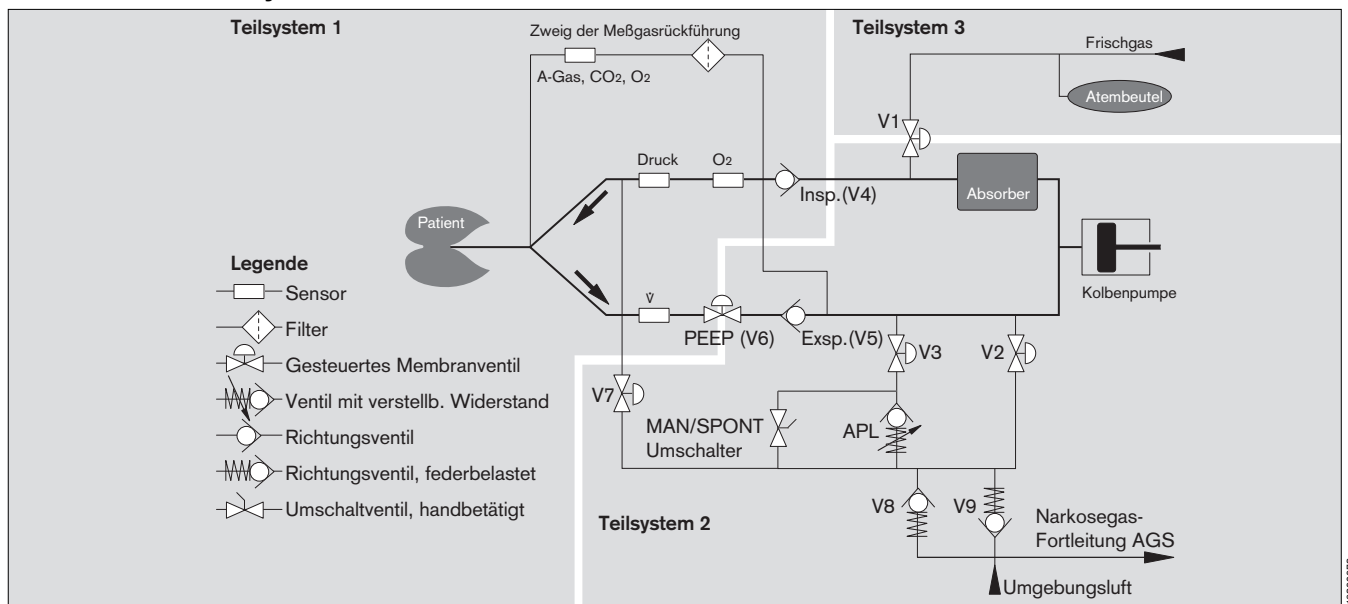 Teilsystem 1
Zweig der Meßgasrückführung
A-Gas, CO2, O2
Teilsystem 3
Frischgas
Atembeutel
V1
Druck
O2
Insp.(V4)
Absorber
Patient
Kolbenpumpe
V̇
PEEP (V6)
Exsp.(V5)
V3
V2
V7
MAN/SPONT
Umschalter
APL
V8
V9
Teilsystem 2
Narkosegas-
Fortleitung AGS
Umgebungsluft
Legende
Sensor
Filter
Gesteuertes Membranventil
Ventil mit verstellb. Widerstand
Richtungsventil
Richtungsventil, federbelastet
Umschaltventil, handbetätigt